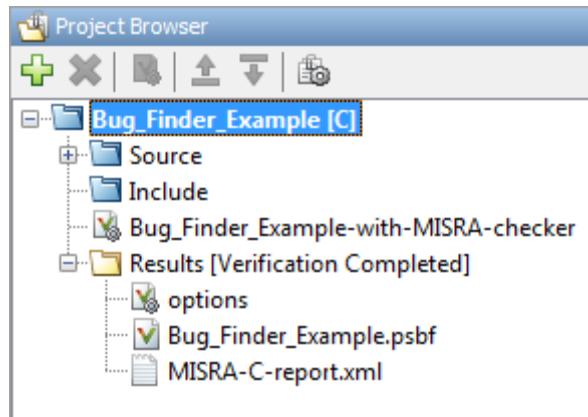 Project Browser
Bug_Finder_Example [C]
Source
Include
Bug_Finder_Example-with-MISRA-checker
Results [Verification Completed]
options
Bug_Finder_Example.psbf
MISRA-C-report.xml